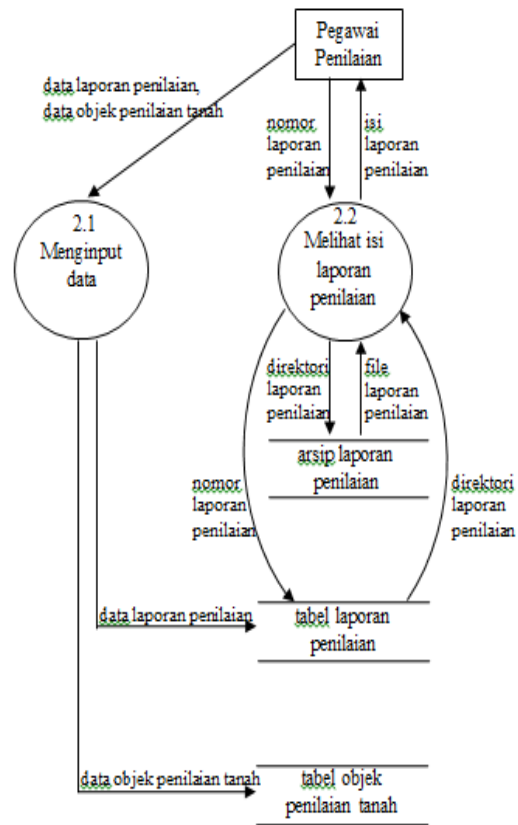 Pegawai
Penilaian
data laporan penilaian,
data objek penilaian tanah
nomor
laporan
penilaian
isi
laporan
penilaian
2.1
Menginput
data
2.2
Melihat isi
laporan
penilaian
direktori
laporan
penilaian
file
laporan
penilaian
arsip laporan
penilaian
nomor
laporan
penilaian
direktori
laporan
penilaian
data laporan penilaian
tabel laporan
penilaian
data objek penilaian tanah
tabel objek
penilaian tanah